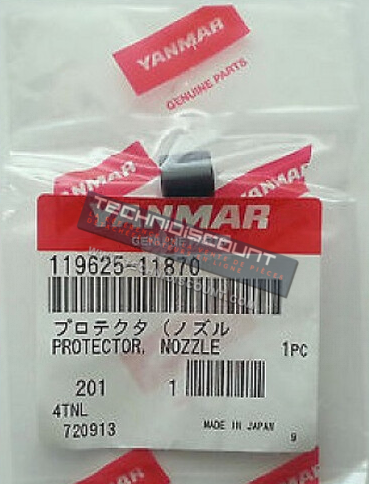 YANMAR
GENUINE PARTS
TECHNIDISCOUNT
YANMAR
GENUINE
119625-11870
プロテクタ (ノズル
PROTECTOR, NOZZLE 1PC
201 1
4TNL
720913 MADE IN JAPAN 9